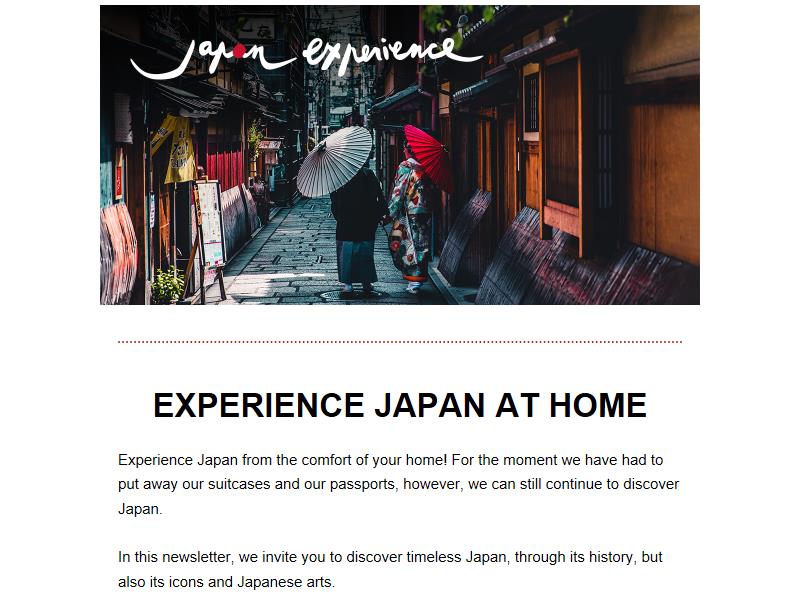 japan experience
EXPERIENCE JAPAN AT HOME
Experience Japan from the comfort of your home! For the moment we have had to
put away our suitcases and our passports, however, we can still continue to discover
Japan.
In this newsletter, we invite you to discover timeless Japan, through its history, but
also its icons and Japanese arts.